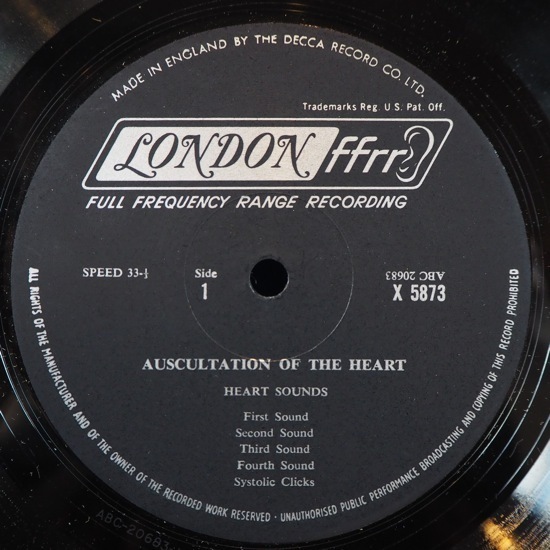 MADE IN ENGLAND BY THE DECCA RECORD CO. LTD.
Trademarks Reg. U.S. Pat. Off.
LONDON ffrr
FULL FREQUENCY RANGE RECORDING
SPEED 33-⅓
Side
1
ABC 20683
X 5873
AUSCULTATION OF THE HEART
HEART SOUNDS
First Sound
Second Sound
Third Sound
Fourth Sound
Systolic Clicks
ALL RIGHTS OF THE MANUFACTURER AND OF THE OWNER OF THE RECORDED WORK RESERVED · UNAUTHORISED PUBLIC PERFORMANCE BROADCASTING AND COPYING OF THIS RECORD PROHIBITED
ABC-20683